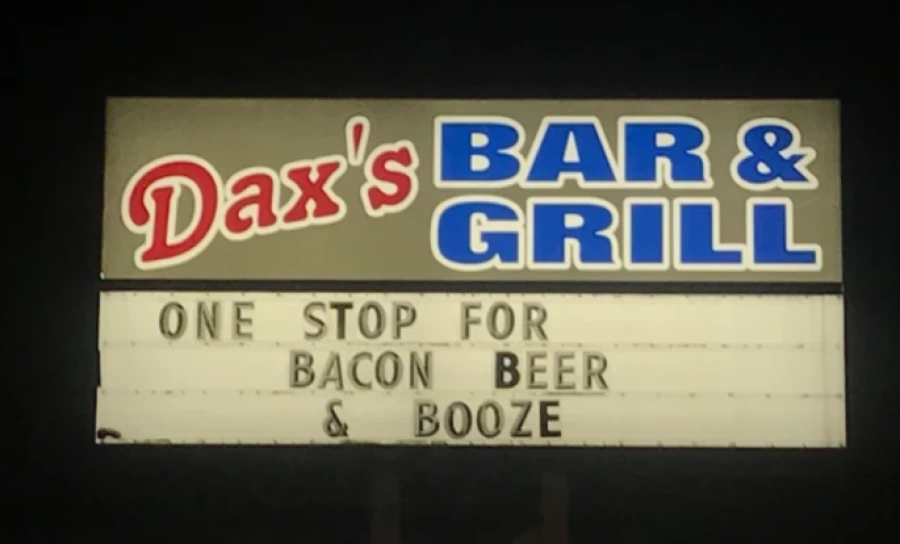 Dax's BAR &
GRILL
ONE STOP FOR
BACON BEER
& BOOZE